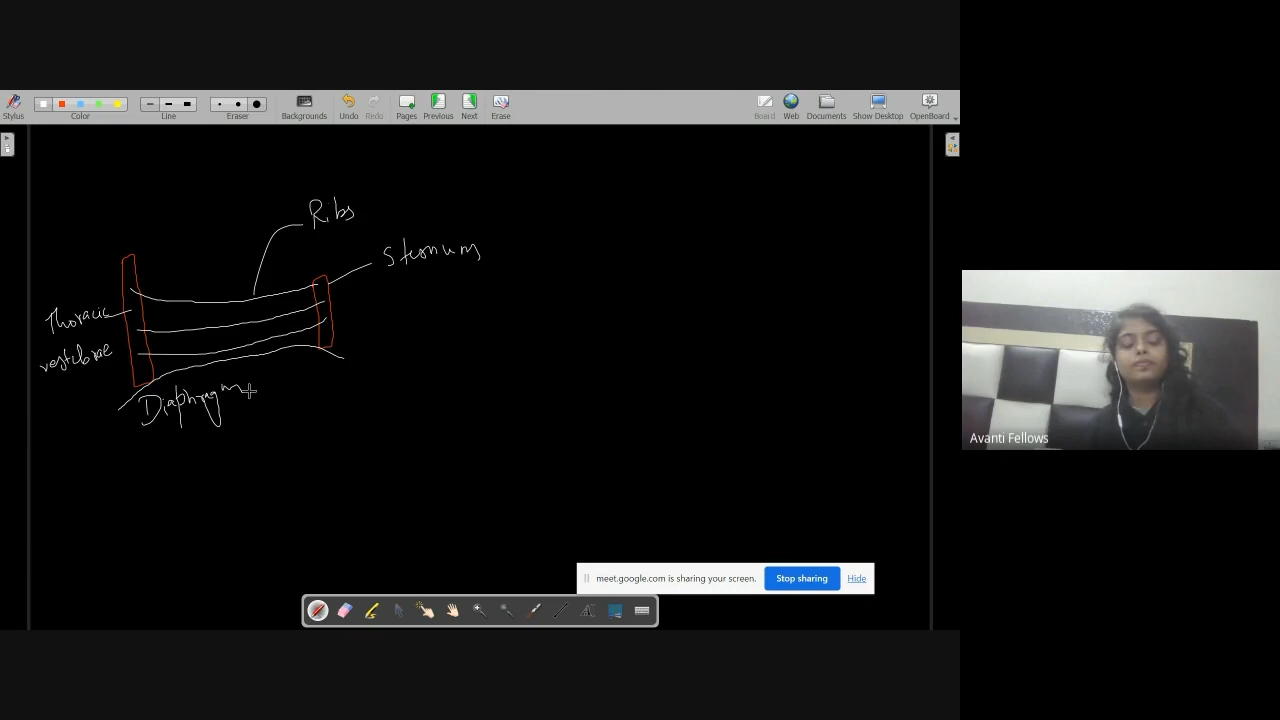 Stylus
Color
Line
Eraser
Backgrounds
Undo
Redo
Pages
Previous
Next
Erase
Board
Web
Documents
Show Desktop
OpenBoard
Ribs
Sternum
Thoracic
vertebrae
Diaphragm
Avanti Fellows
meet.google.com is sharing your screen.
Stop sharing
Hide